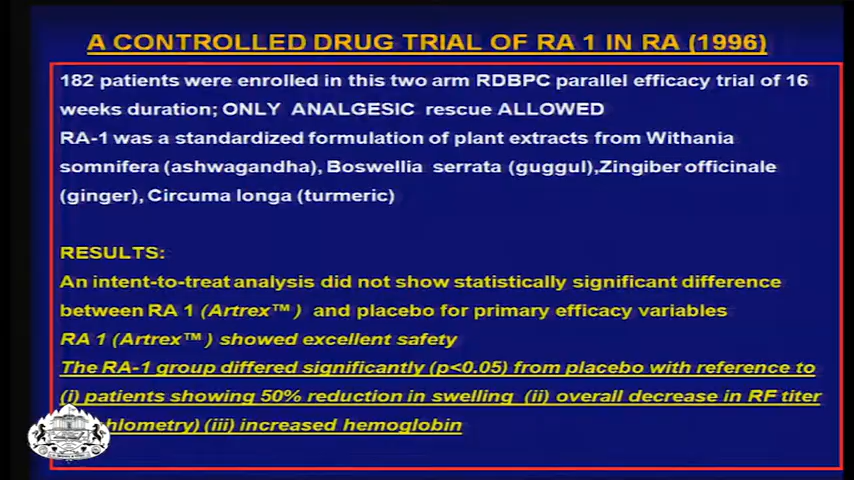 A CONTROLLED DRUG TRIAL OF RA 1 IN RA (1996)
182 patients were enrolled in this two arm RDBPC parallel efficacy trial of 16
weeks duration; ONLY ANALGESIC rescue ALLOWED
RA-1 was a standardized formulation of plant extracts from Withania
somnifera (ashwagandha), Boswellia serrata (guggul),Zingiber officinale
(ginger), Circuma longa (turmeric)
RESULTS:
An intent-to-treat analysis did not show statistically significant difference
between RA 1 (Artrex™ ) and placebo for primary efficacy variables
RA 1 (Artrex™ ) showed excellent safety
The RA-1 group differed significantly (p<0.05) from placebo with reference to
(i) patients showing 50% reduction in swelling (ii) overall decrease in RF titer
(iii) increased hemoglobin